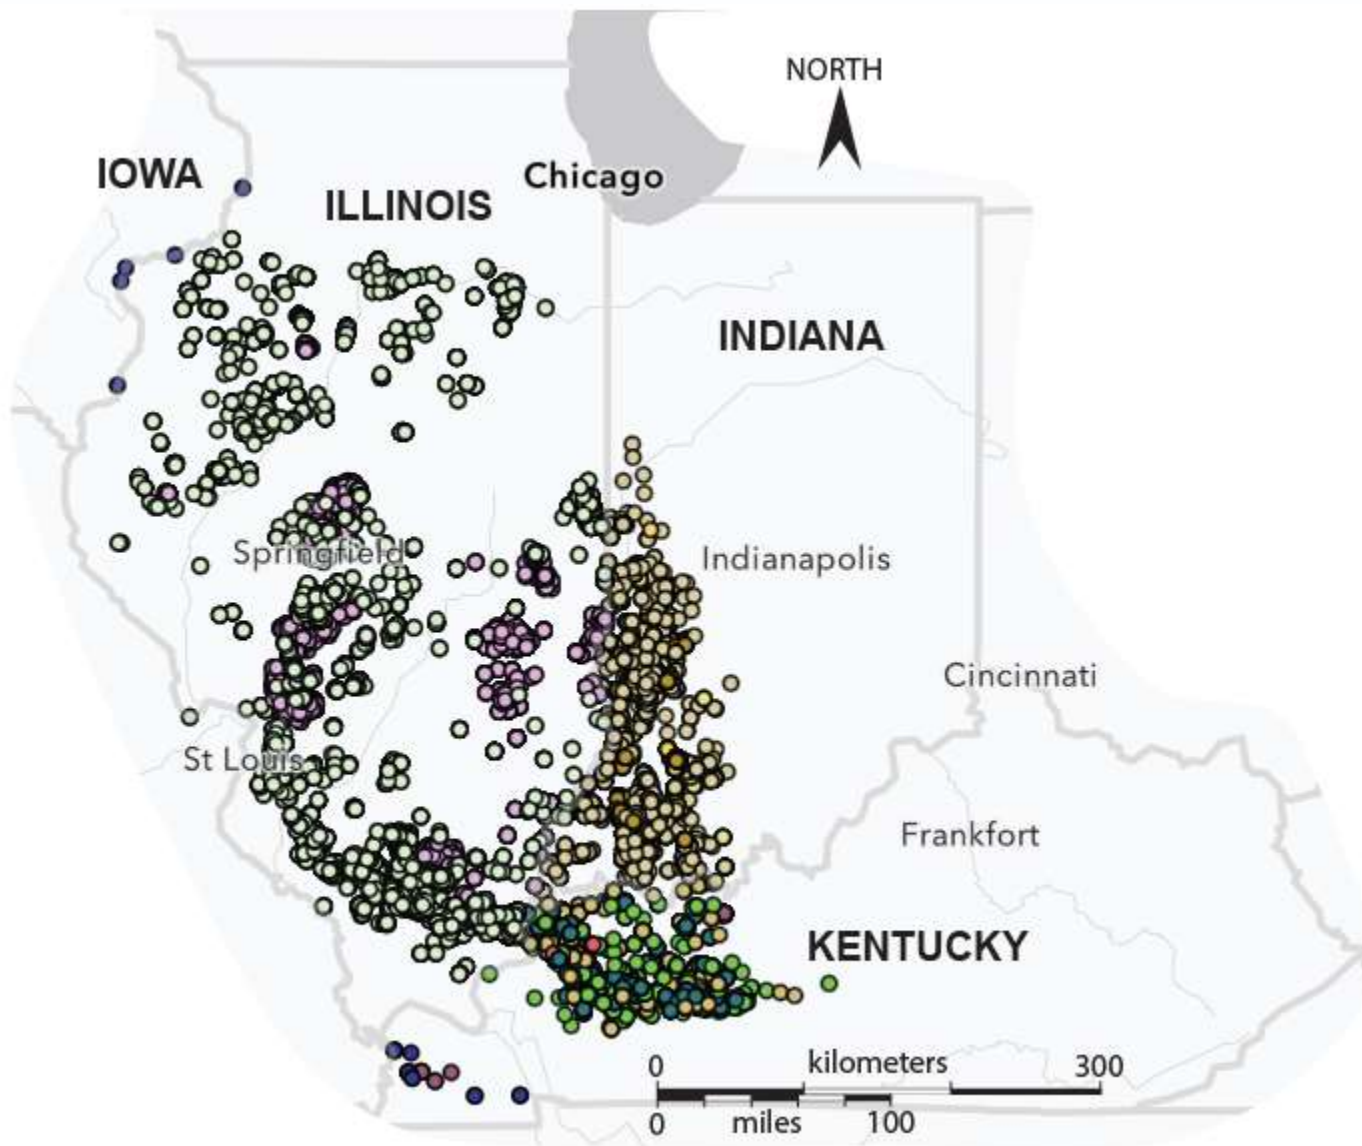 NORTH
IOWA
Chicago
ILLINOIS
INDIANA
Springfield
Indianapolis
Cincinnati
St Louis
Frankfort
KENTUCKY
0 kilometers 300
0 miles 100